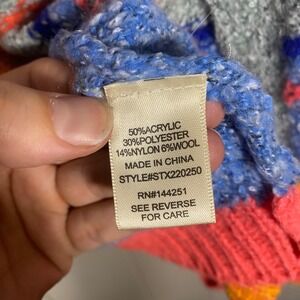 50%ACRYLIC
30%POLYESTER
14%NYLON 6%WOOL
MADE IN CHINA
STYLE#STX220250
RN#144251
SEE REVERSE
FOR CARE